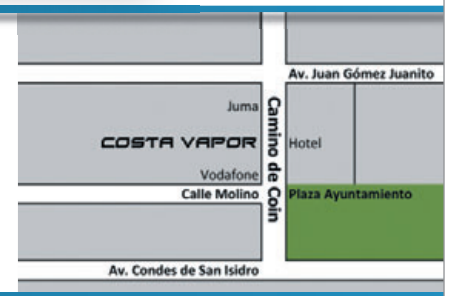 Av. Juan Gómez Juanito
Juma
COSTA VAPOR
Hotel
Vodafone
Camino de Coin
Calle Molino
Plaza Ayuntamiento
Av. Condes de San Isidro